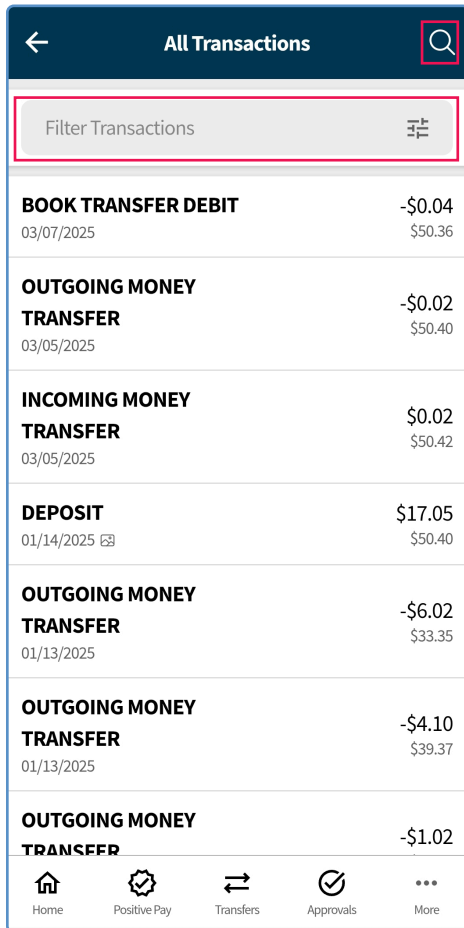 All Transactions
Filter Transactions
BOOK TRANSFER DEBIT -$0.04
03/07/2025 $50.36
OUTGOING MONEY
TRANSFER -$0.02
03/05/2025 $50.40
INCOMING MONEY
TRANSFER $0.02
03/05/2025 $50.42
DEPOSIT $17.05
01/14/2025 $50.40
OUTGOING MONEY
TRANSFER -$6.02
01/13/2025 $33.35
OUTGOING MONEY
TRANSFER -$4.10
01/13/2025 $39.37
OUTGOING MONEY
TRANSFER -$1.02
Home Positive Pay Transfers Approvals More